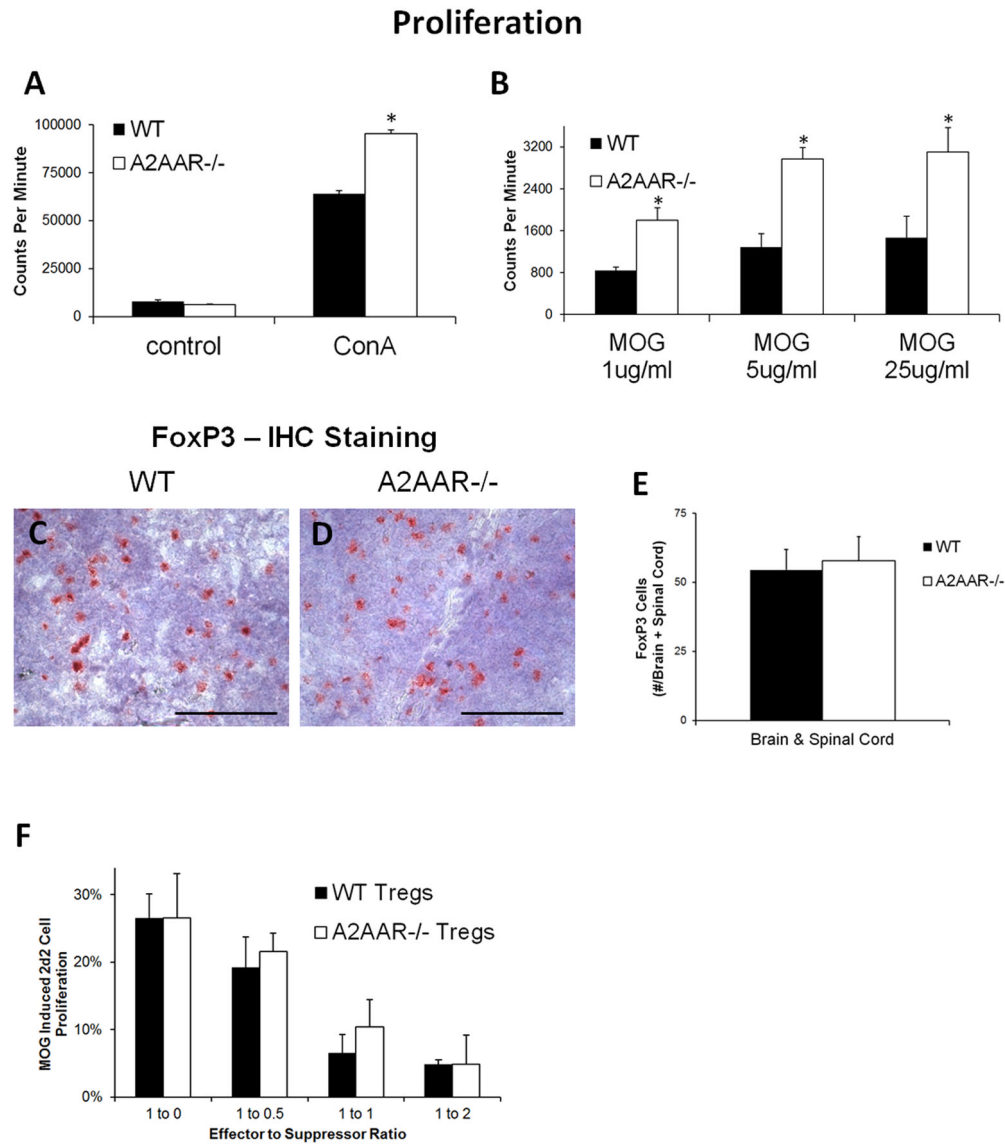 Proliferation
A
Counts Per Minute
100000
75000
50000
25000
0
WT
A2AAR-/-
*
control
ConA
B
Counts Per Minute
3200
2400
1600
800
0
WT
A2AAR-/-
*
*
*
MOG
1ug/ml
MOG
5ug/ml
MOG
25ug/ml
FoxP3 – IHC Staining
WT
A2AAR-/-
C
D
E
FoxP3 Cells
(#/Brain + Spinal Cord)
75
50
25
0
WT
A2AAR-/-
Brain & Spinal Cord
F
MOG Induced 2d2 Cell
Proliferation
30%
20%
10%
0%
WT Tregs
A2AAR-/- Tregs
1 to 0
1 to 0.5
1 to 1
1 to 2
Effector to Suppressor Ratio